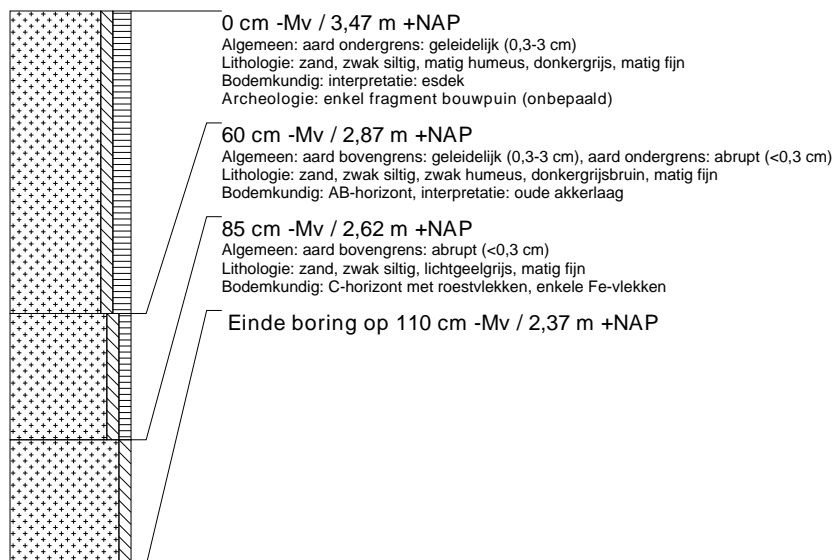 0 cm -Mv / 3,47 m +NAP
Algemeen: aard ondergrens: geleidelijk (0,3-3 cm)
Lithologie: zand, zwak siltig, matig humeus, donkergrijs, matig fijn
Bodemkundig: interpretatie: esdek
Archeologie: enkel fragment bouwpuin (onbepaald)
60 cm -Mv / 2,87 m +NAP
Algemeen: aard bovengrens: geleidelijk (0,3-3 cm), aard ondergrens: abrupt (<0,3 cm)
Lithologie: zand, zwak siltig, zwak humeus, donkergrijsbruin, matig fijn
Bodemkundig: AB-horizont, interpretatie: oude akkerlaag
85 cm -Mv / 2,62 m +NAP
Algemeen: aard bovengrens: abrupt (<0,3 cm)
Lithologie: zand, zwak siltig, lichtgeelgrijs, matig fijn
Bodemkundig: C-horizont met roestvlekken, enkele Fe-vlekken
Einde boring op 110 cm -Mv / 2,37 m +NAP